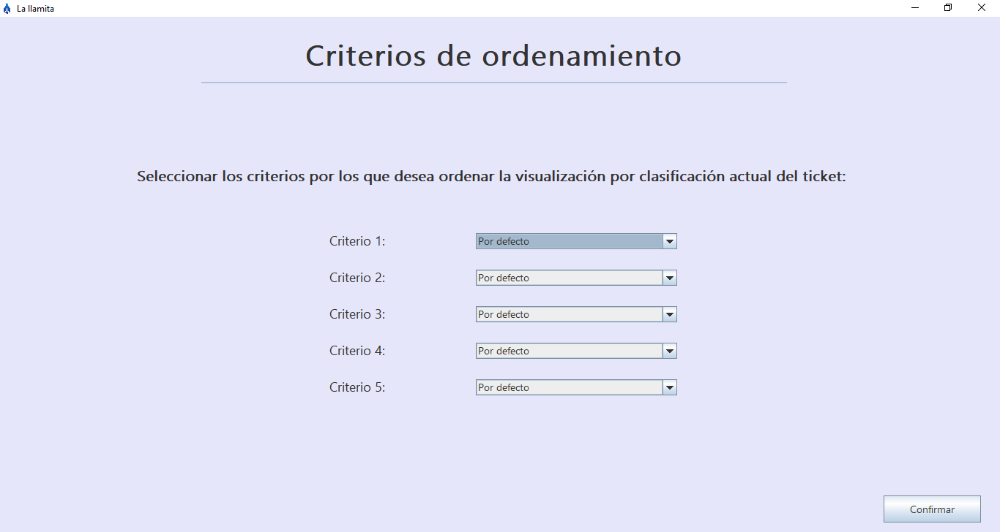 La llamita
Criterios de ordenamiento
Seleccionar los criterios por los que desea ordenar la visualización por clasificación actual del ticket:
Criterio 1: Por defecto
Criterio 2: Por defecto
Criterio 3: Por defecto
Criterio 4: Por defecto
Criterio 5: Por defecto
Confirmar